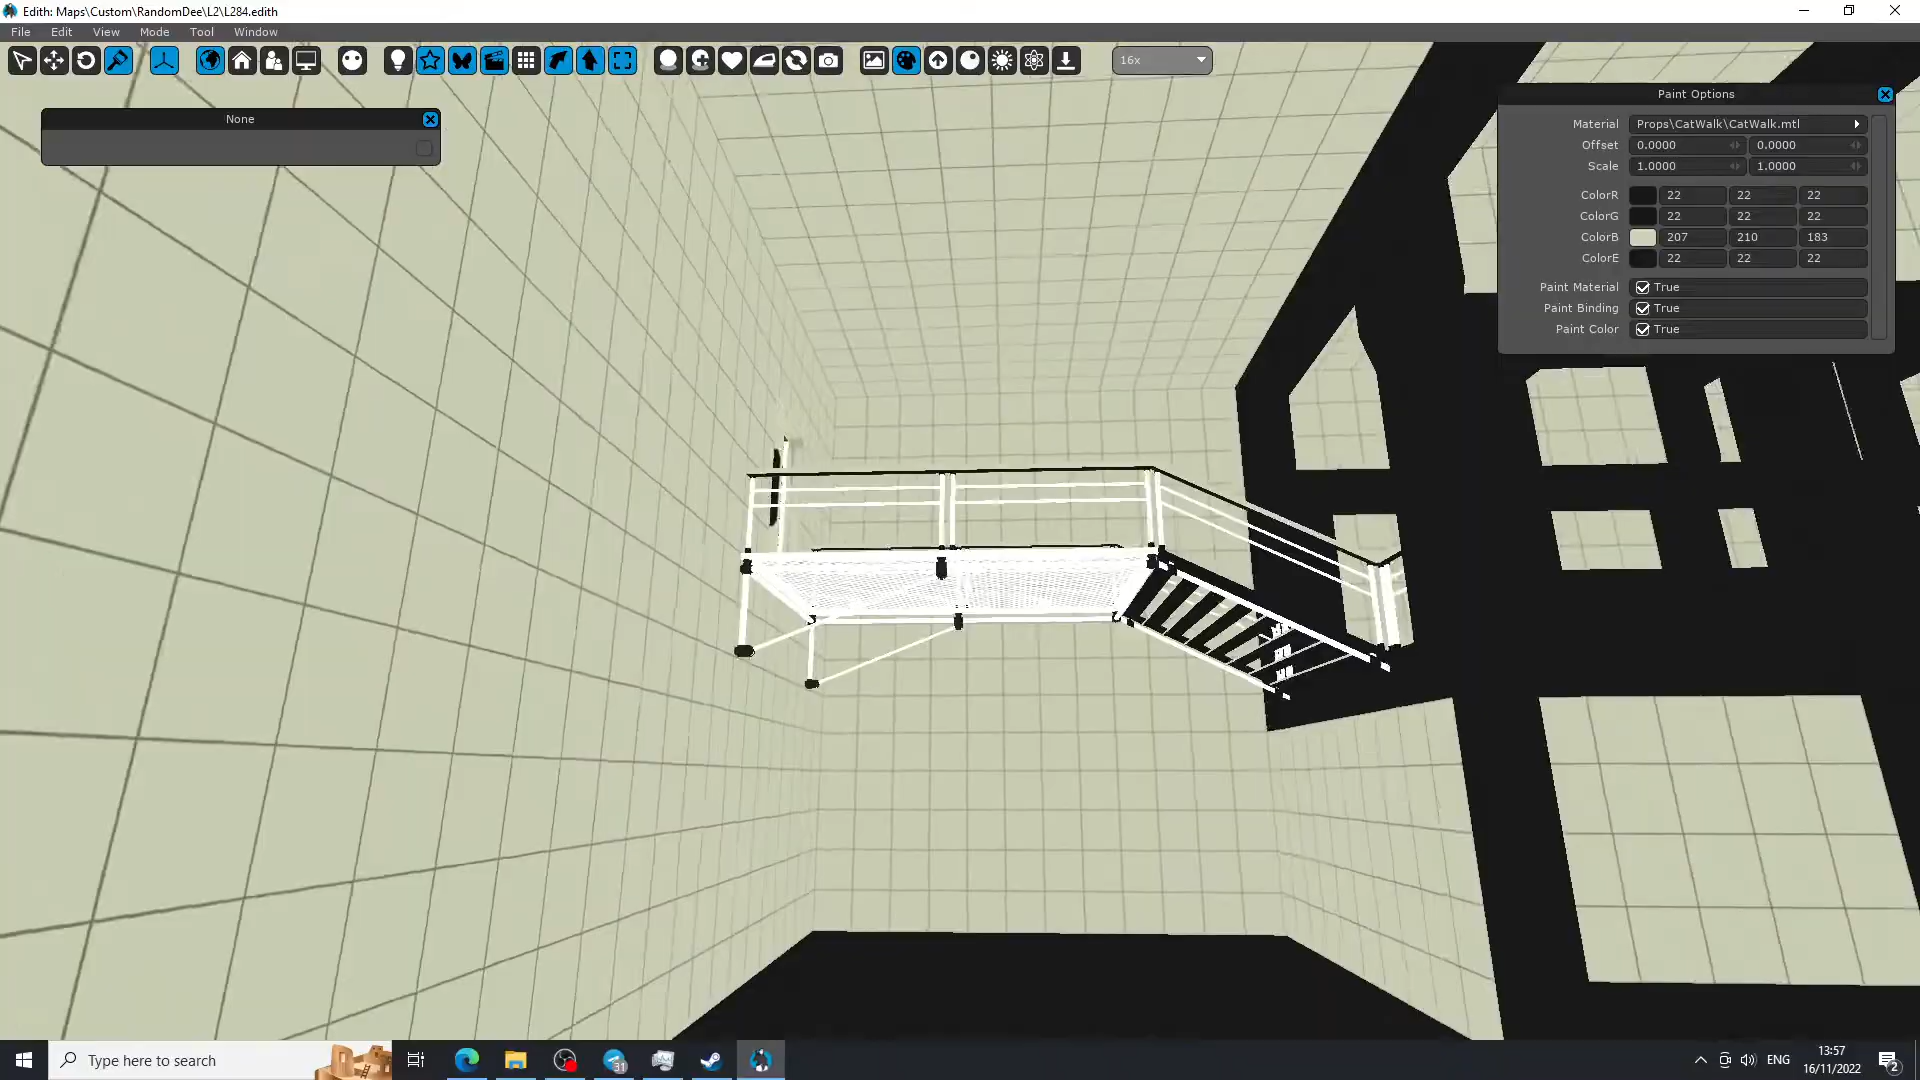 Edith: Maps\Custom\RandomDee\L2\L284.edith
File Edit View Mode Tool Window
16x
None
Paint Options
Material Props\CatWalk\CatWalk.mtl
Offset 0.0000 0.0000
Scale 1.0000 1.0000
ColorR 22 22 22
ColorG 22 22 22
ColorB 207 210 183
ColorE 22 22 22
Paint Material True
Paint Binding True
Paint Color True
Type here to search
31
ENG
13:57
16/11/2022
2